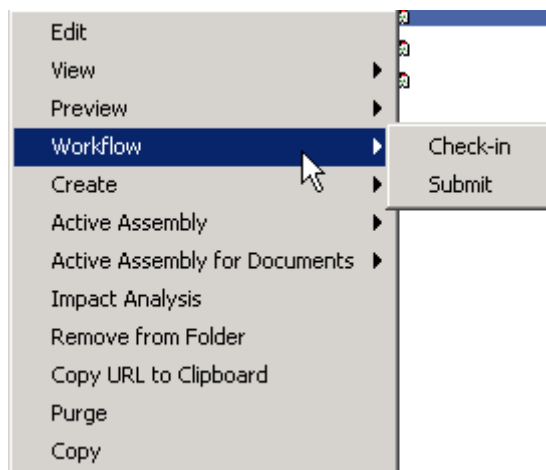 Edit
View
Preview
Workflow
Check-in
Create
Submit
Active Assembly
Active Assembly for Documents
Impact Analysis
Remove from Folder
Copy URL to Clipboard
Purge
Copy